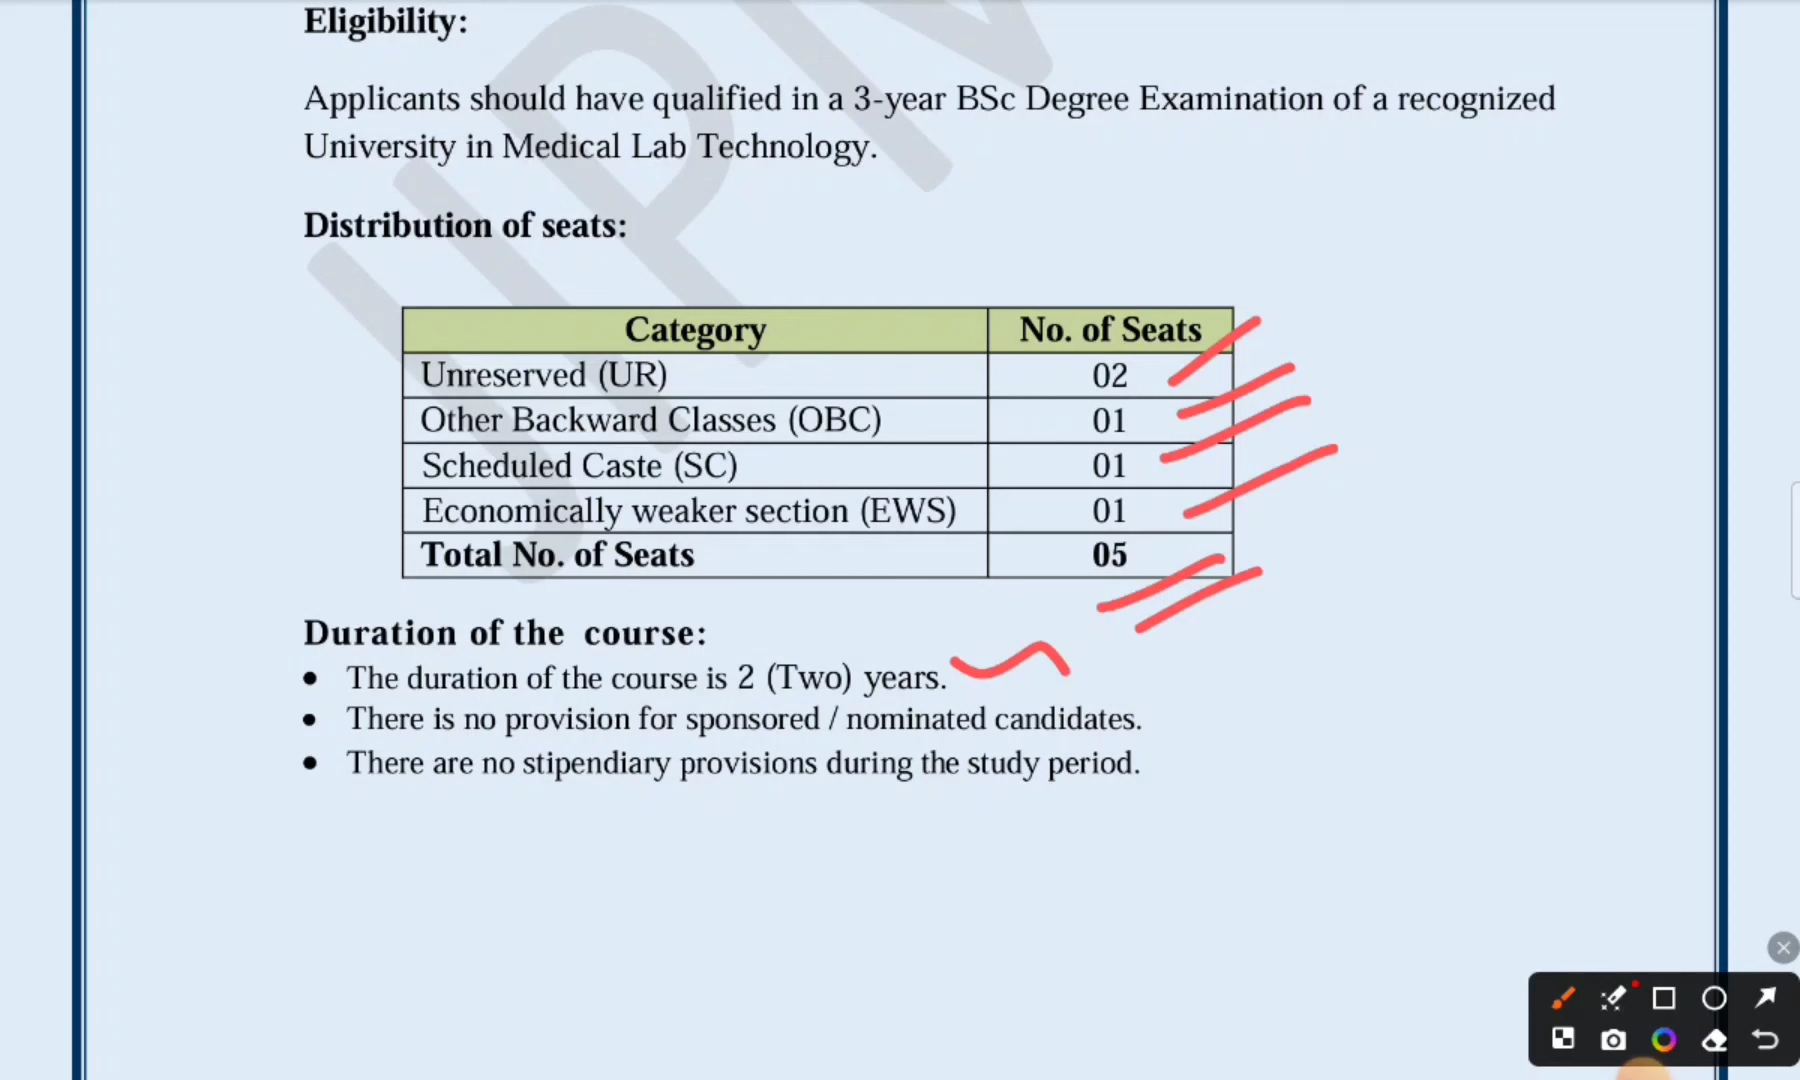 Eligibility:
Applicants should have qualified in a 3-year BSc Degree Examination of a recognized
University in Medical Lab Technology.
Distribution of seats:
Category No. of Seats
Unreserved (UR) 02
Other Backward Classes (OBC) 01
Scheduled Caste (SC) 01
Economically weaker section (EWS) 01
Total No. of Seats 05
Duration of the course:
• The duration of the course is 2 (Two) years.
• There is no provision for sponsored / nominated candidates.
• There are no stipendiary provisions during the study period.